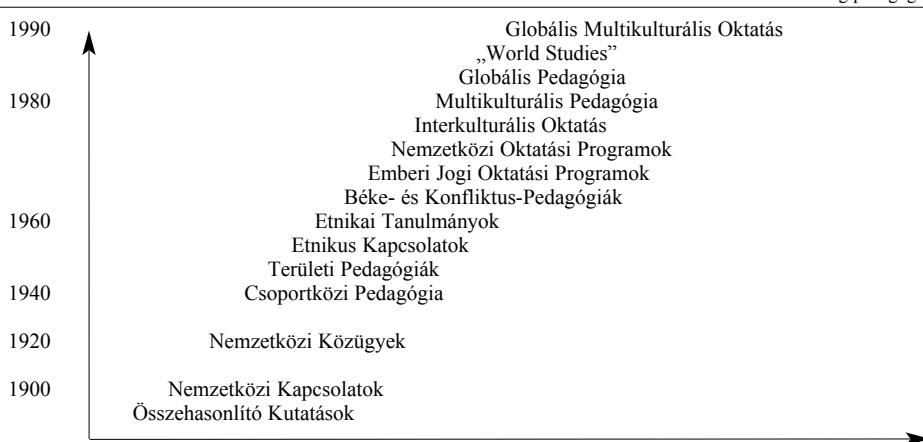 1990 Globális Multikulturális Oktatás
„World Studies”
Globális Pedagógia
1980 Multikulturális Pedagógia
Interkulturális Oktatás
Nemzetközi Oktatási Programok
Emberi Jogi Oktatási Programok
Béke- és Konfliktus-Pedagógiák
1960 Etnikai Tanulmányok
Etnikus Kapcsolatok
Területi Pedagógiák
1940 Csoportközi Pedagógia
1920 Nemzetközi Közügyek
1900 Nemzetközi Kapcsolatok
Összehasonlító Kutatások